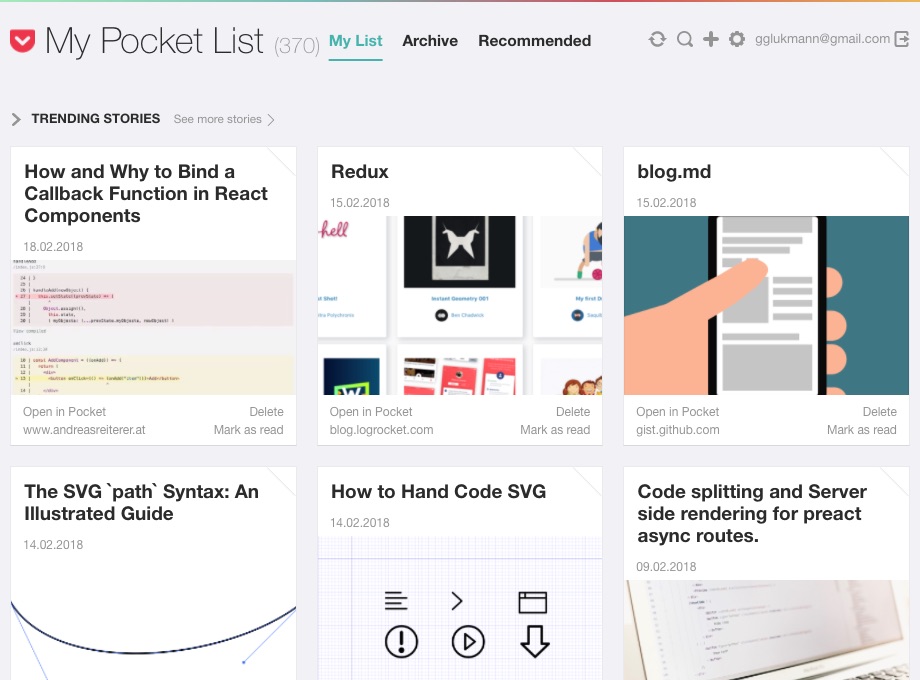 My Pocket List (370)
My List
Archive
Recommended
gglukmann@gmail.com
TRENDING STORIES
See more stories
How and Why to Bind a
Callback Function in React
Components
18.02.2018
Open in Pocket
Delete
www.andreasreiterer.at
Mark as read
Redux
15.02.2018
hell
Instant Geometry 001
Ben Chadwick
My first D
Open in Pocket
Delete
blog.logrocket.com
Mark as read
blog.md
15.02.2018
Open in Pocket
Delete
gist.github.com
Mark as read
The SVG `path` Syntax: An
Illustrated Guide
14.02.2018
How to Hand Code SVG
14.02.2018
Code splitting and Server
side rendering for preact
async routes.
09.02.2018